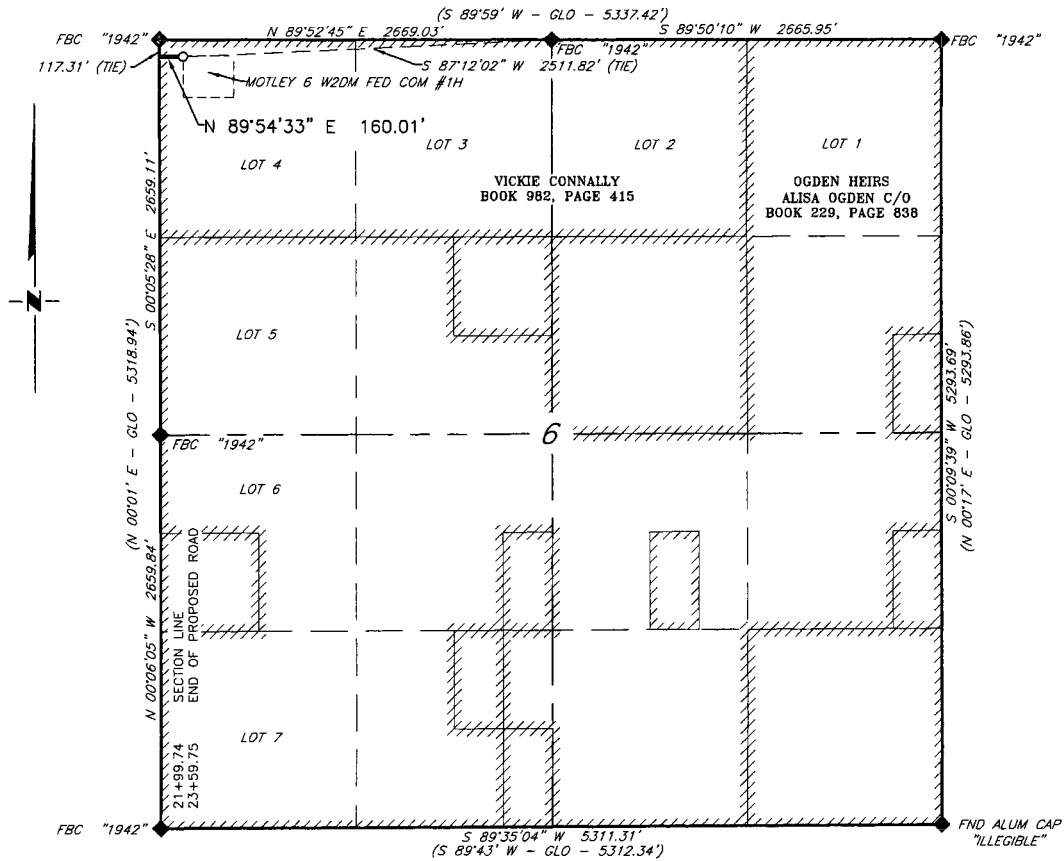 (S 89°59' W - GLO - 5337.42')
FBC "1942"
N 89°52'45" E 2669.03'
S 89°50'10" W 2665.95'
FBC "1942"
FBC "1942"
117.31' (TIE)
S 87°12'02" W 2511.82' (TIE)
MOTLEY 6 W2DM FED COM #1H
N 89°54'33" E 160.01'
LOT 4
LOT 3
LOT 2
LOT 1
VICKIE CONNALLY
BOOK 982, PAGE 415
OGDEN HEIRS
ALISA OGDEN C/O
BOOK 229, PAGE 838
S 00°05'28" E 2659.11'
N
LOT 5
(N 00°01' E - GLO - 5318.94')
S 00°09'39" W 5293.69'
(N 00°17' E - GLO - 5293.86')
FBC "1942"
6
LOT 6
N 00°06'05" W 2659.84'
21+99.74 SECTION LINE
23+59.75 END OF PROPOSED ROAD
LOT 7
FBC "1942"
S 89°35'04" W 5311.31'
(S 89°43' W - GLO - 5312.34')
FND ALUM CAP
"ILLEGIBLE"